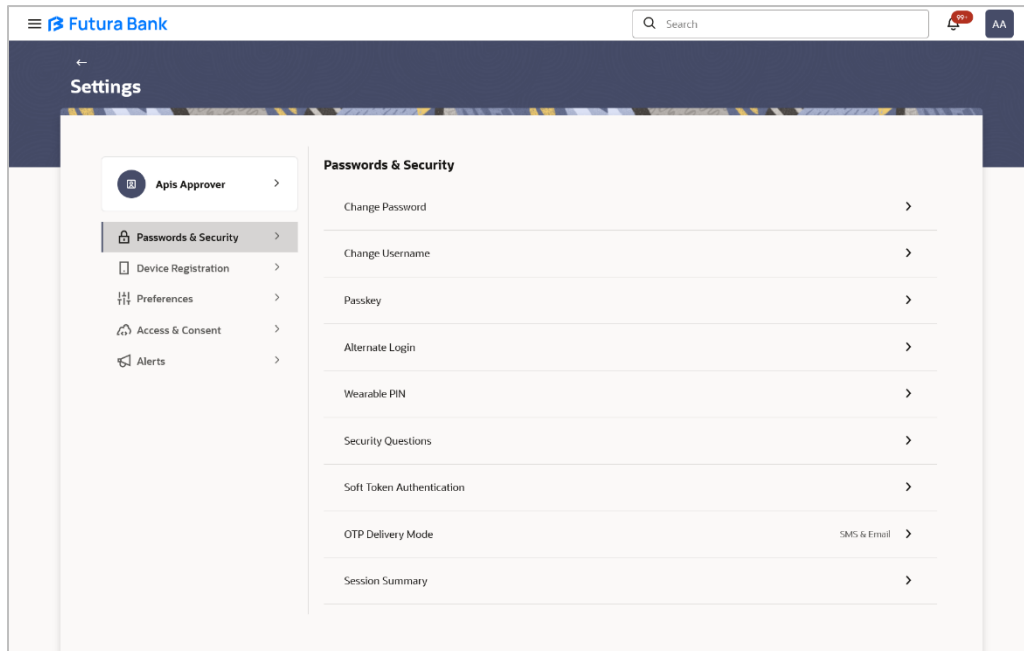 Futura Bank
Search
99+
AA
Settings
Apis Approver
Passwords & Security
Device Registration
Preferences
Access & Consent
Alerts
Passwords & Security
Change Password
Change Username
Passkey
Alternate Login
Wearable PIN
Security Questions
Soft Token Authentication
OTP Delivery Mode SMS & Email
Session Summary